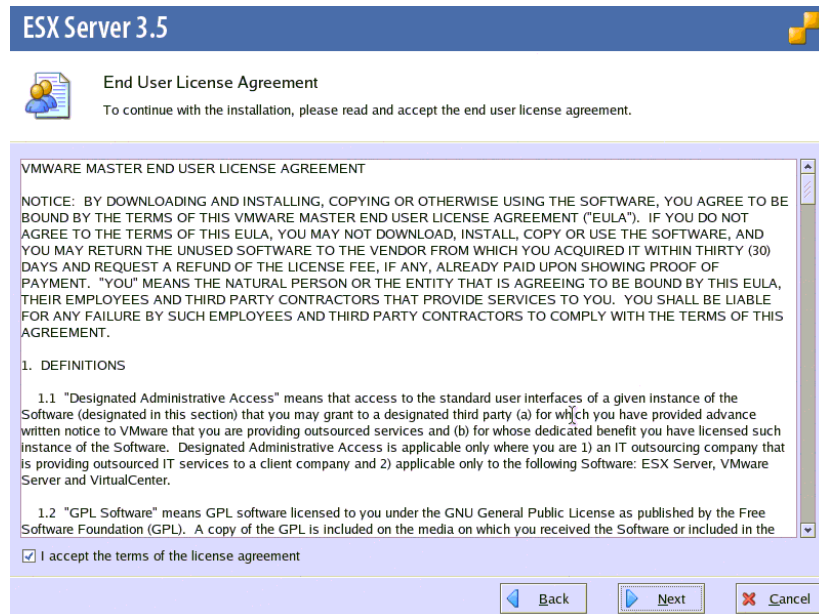 ESX Server 3.5
End User License Agreement
To continue with the installation, please read and accept the end user license agreement.
VMWARE MASTER END USER LICENSE AGREEMENT
NOTICE:  BY DOWNLOADING AND INSTALLING, COPYING OR OTHERWISE USING THE SOFTWARE, YOU AGREE TO BE
BOUND BY THE TERMS OF THIS VMWARE MASTER END USER LICENSE AGREEMENT ("EULA").  IF YOU DO NOT
AGREE TO THE TERMS OF THIS EULA, YOU MAY NOT DOWNLOAD, INSTALL, COPY OR USE THE SOFTWARE, AND
YOU MAY RETURN THE UNUSED SOFTWARE TO THE VENDOR FROM WHICH YOU ACQUIRED IT WITHIN THIRTY (30)
DAYS AND REQUEST A REFUND OF THE LICENSE FEE, IF ANY, ALREADY PAID UPON SHOWING PROOF OF
PAYMENT.  "YOU" MEANS THE NATURAL PERSON OR THE ENTITY THAT IS AGREEING TO BE BOUND BY THIS EULA,
THEIR EMPLOYEES AND THIRD PARTY CONTRACTORS THAT PROVIDE SERVICES TO YOU.  YOU SHALL BE LIABLE
FOR ANY FAILURE BY SUCH EMPLOYEES AND THIRD PARTY CONTRACTORS TO COMPLY WITH THE TERMS OF THIS
AGREEMENT.
1.  DEFINITIONS
1.1  "Designated Administrative Access" means that access to the standard user interfaces of a given instance of the
Software (designated in this section) that you may grant to a designated third party (a) for which you have provided advance
written notice to VMware that you are providing outsourced services and (b) for whose dedicated benefit you have licensed such
instance of the Software.  Designated Administrative Access is applicable only where you are 1) an IT outsourcing company that
is providing outsourced IT services to a client company and 2) applicable only to the following Software: ESX Server, VMware
Server and VirtualCenter.
1.2  "GPL Software" means GPL software licensed to you under the GNU General Public License as published by the Free
Software Foundation (GPL).  A copy of the GPL is included on the media on which you received the Software or included in the
I accept the terms of the license agreement
Back
Next
Cancel